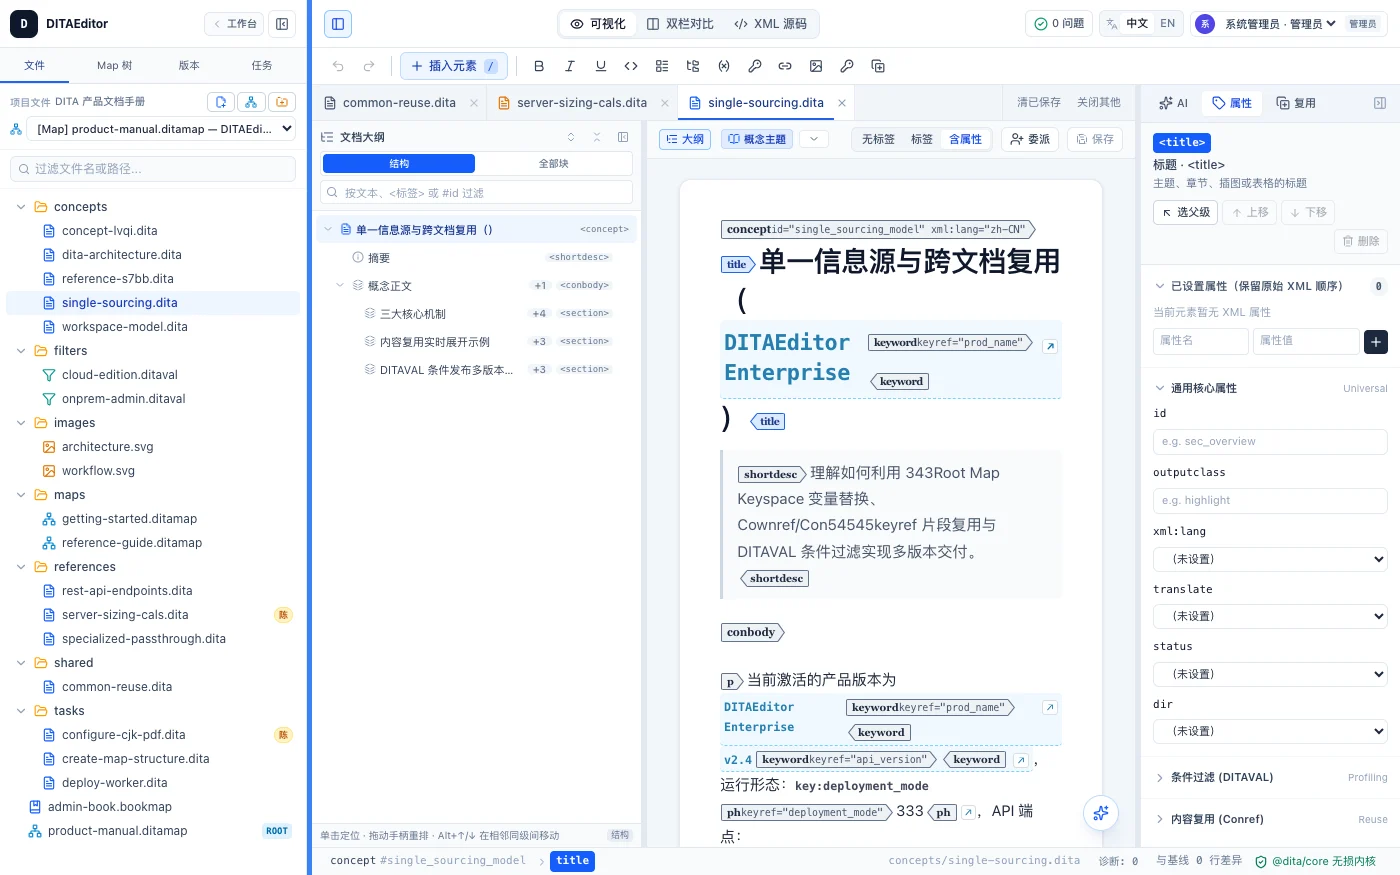 D DITAEditor
工作台
可视化
双栏对比
</> XML 源码
0 问题
中文 EN
系 系统管理员 · 管理员 管理员
文件 Map 树 版本 任务
插入元素 /
B I U
项目文件 DITA 产品文档手册
[Map] product-manual.ditamap — DITAEdi...
过滤文件名或路径...
concepts
concept-lvqi.dita
dita-architecture.dita
reference-s7bb.dita
single-sourcing.dita
workspace-model.dita
filters
cloud-edition.ditaval
onprem-admin.ditaval
images
architecture.svg
workflow.svg
maps
getting-started.ditamap
reference-guide.ditamap
references
rest-api-endpoints.dita
server-sizing-cals.dita 陈
specialized-passthrough.dita
shared
common-reuse.dita
tasks
configure-cjk-pdf.dita 陈
create-map-structure.dita
deploy-worker.dita
admin-book.bookmap
product-manual.ditamap ROOT
common-reuse.dita
server-sizing-cals.dita
single-sourcing.dita
清已保存 关闭其他
文档大纲
结构 全部块
按文本、<标签> 或 #id 过滤
单一信息源与跨文档复用（） <concept>
摘要 <shortdesc>
概念正文 +1 <conbody>
三大核心机制 +4 <section>
内容复用实时展开示例 +3 <section>
DITAVAL 条件发布多版本... +3 <section>
单击定位 · 拖动手柄重排 · Alt+↑/↓ 在相邻同级间移动 结构
大纲 概念主题
无标签 标签 含属性
委派 保存
conceptid="single_sourcing_model" xml:lang="zh-CN"
title 单一信息源与跨文档复用
（
DITAEditor keywordkeyref="prod_name"
Enterprise keyword
） title
shortdesc 理解如何利用 343Root Map
Keyspace 变量替换、
Cownref/Con54545keyref 片段复用与
DITAVAL 条件过滤实现多版本交付。
shortdesc
conbody
p 当前激活的产品版本为
DITAEditor keywordkeyref="prod_name"
Enterprise keyword
v2.4 keywordkeyref="api_version" keyword ，
运行形态：key:deployment_mode
phkeyref="deployment_mode" 333 ph ，API 端
点：
AI 属性 复用
<title>
标题 · <title>
主题、章节、插图或表格的标题
选父级 上移 下移
删除
已设置属性（保留原始 XML 顺序） 0
当前元素暂无 XML 属性
属性名 属性值 +
通用核心属性 Universal
id
e.g. sec_overview
outputclass
e.g. highlight
xml:lang
(未设置)
translate
(未设置)
status
(未设置)
dir
(未设置)
条件过滤 (DITAVAL) Profiling
内容复用 (Conref) Reuse
concept #single_sourcing_model › title
concepts/single-sourcing.dita 诊断: 0 与基线 0 行差异 @dita/core 无损内核